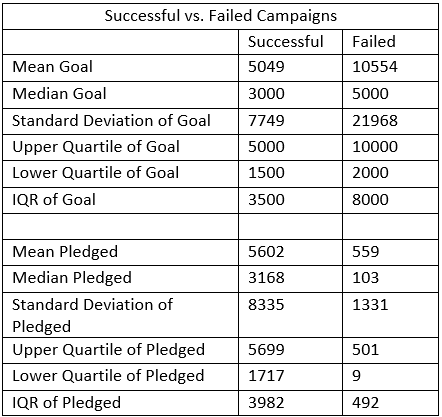 Successful vs. Failed Campaigns
Successful Failed
Mean Goal 5049 10554
Median Goal 3000 5000
Standard Deviation of Goal 7749 21968
Upper Quartile of Goal 5000 10000
Lower Quartile of Goal 1500 2000
IQR of Goal 3500 8000
Mean Pledged 5602 559
Median Pledged 3168 103
Standard Deviation of 8335 1331
Pledged
Upper Quartile of Pledged 5699 501
Lower Quartile of Pledged 1717 9
IQR of Pledged 3982 492